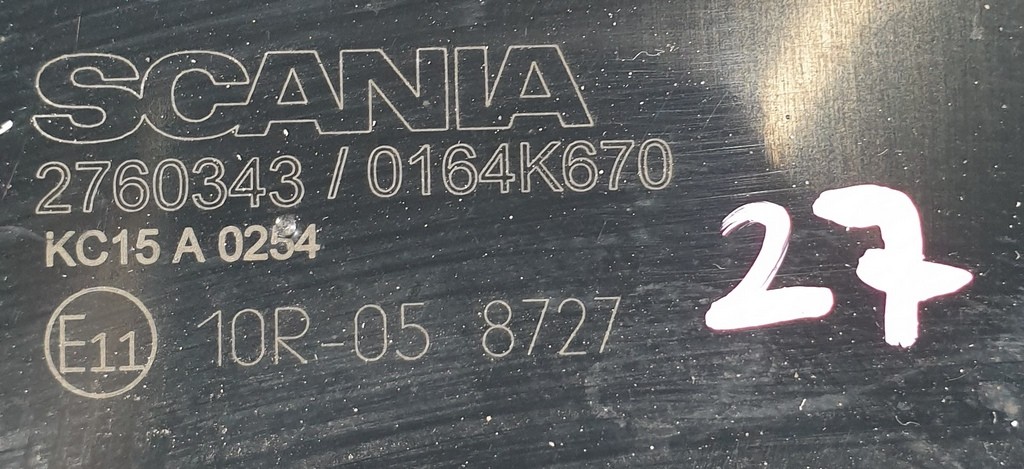 SCANIA
2760343 / 0164K670
KC15 A 0254
E11 10R-05 8727
27